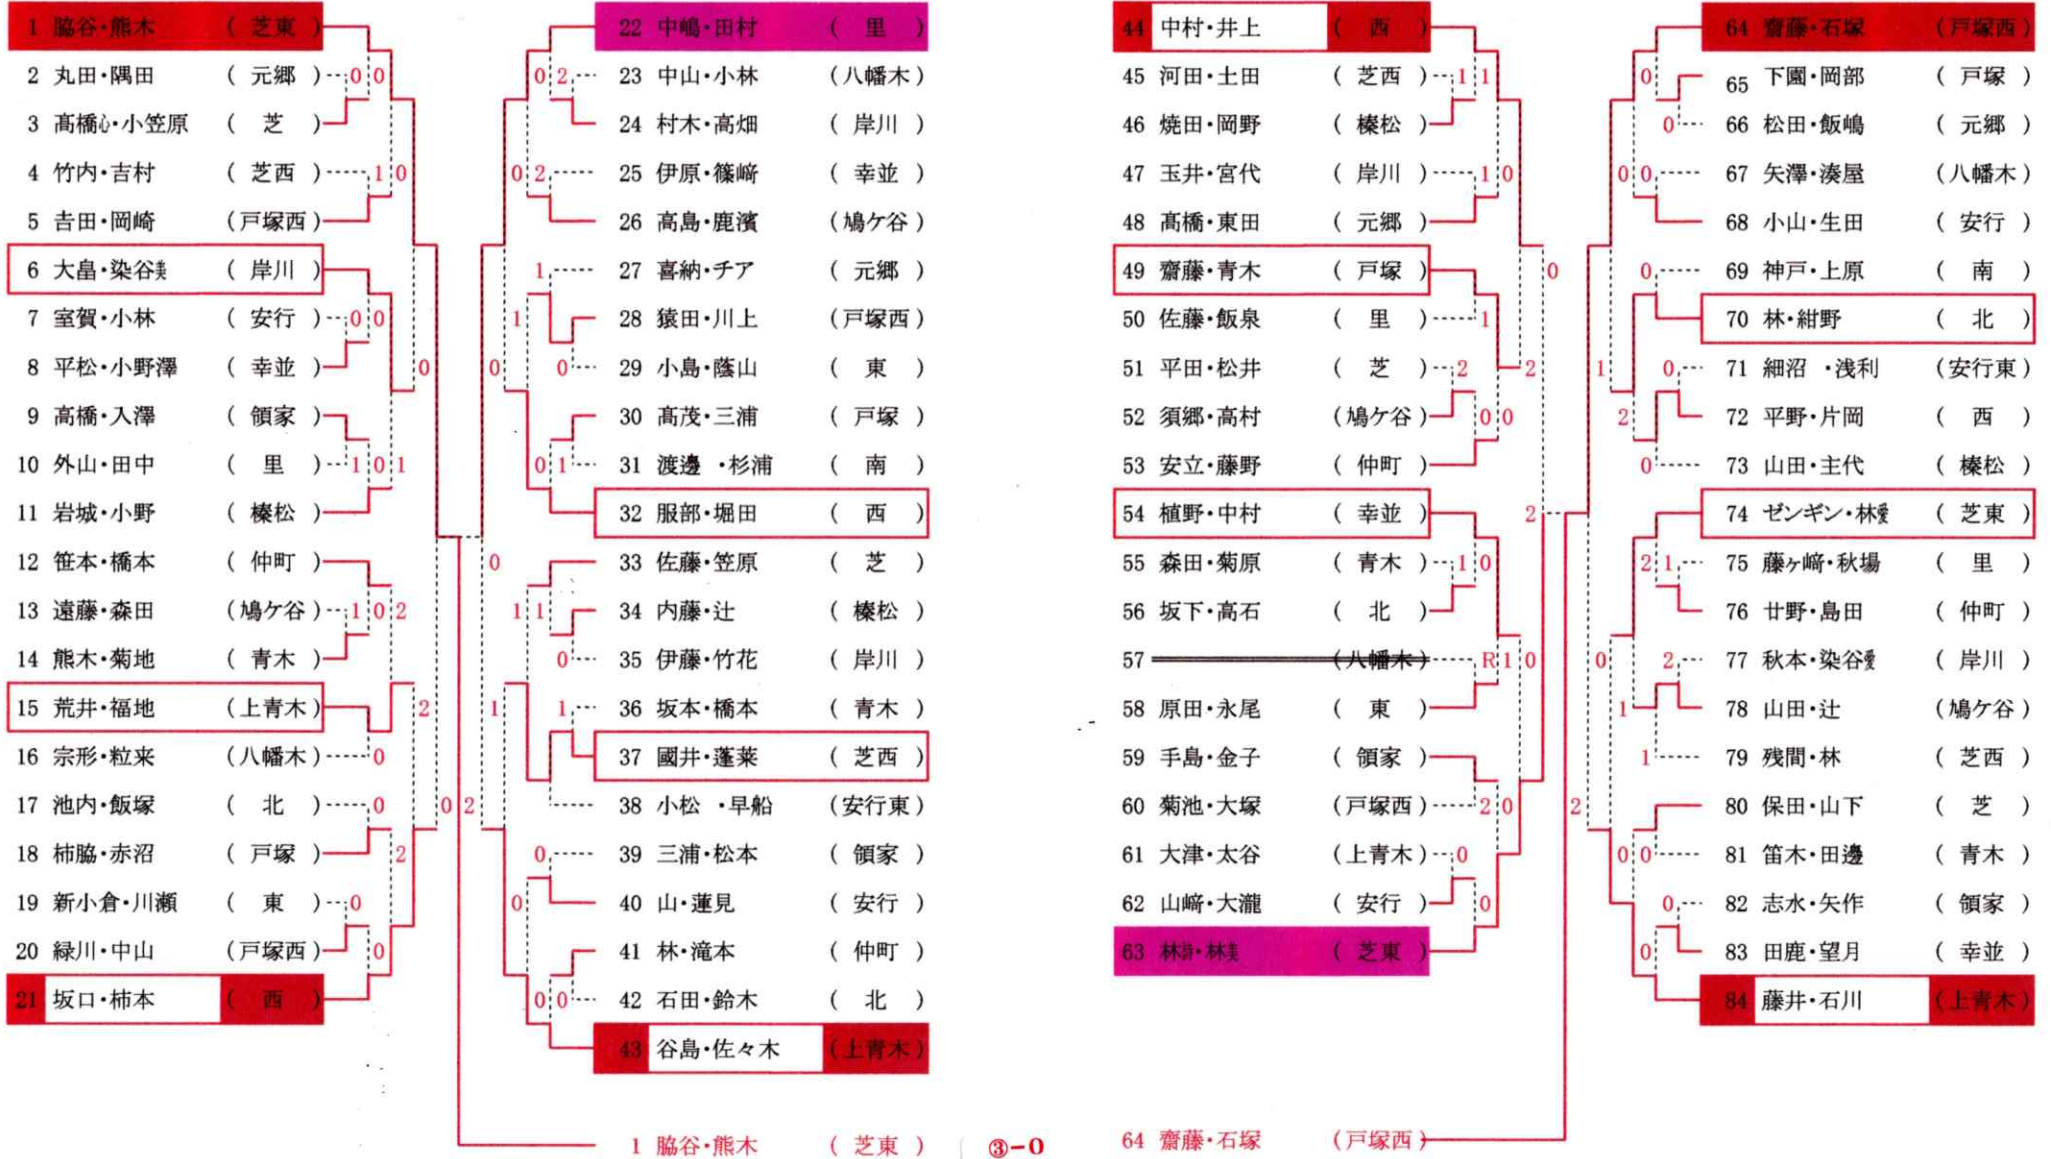 1 脇谷・熊木 (芝東)
2 丸田・隅田 (元郷)
3 髙橋心・小笠原 (芝)
4 竹内・吉村 (芝西)
5 吉田・岡崎 (戸塚西)
6 大畠・染谷美 (岸川)
7 室賀・小林 (安行)
8 平松・小野澤 (幸並)
9 高橋・入澤 (領家)
10 外山・田中 (里)
11 岩城・小野 (榛松)
12 笹本・橋本 (仲町)
13 遠藤・森田 (鳩ケ谷)
14 熊木・菊地 (青木)
15 荒井・福地 (上青木)
16 宗形・粒来 (八幡木)
17 池内・飯塚 (北)
18 柿脇・赤沼 (戸塚)
19 新小倉・川瀬 (東)
20 緑川・中山 (戸塚西)
21 坂口・柿本 (西)
22 中嶋・田村 (里)
23 中山・小林 (八幡木)
24 村木・高畑 (岸川)
25 伊原・篠﨑 (幸並)
26 高島・鹿濱 (鳩ケ谷)
27 喜納・チア (元郷)
28 猿田・川上 (戸塚西)
29 小島・蔭山 (東)
30 髙茂・三浦 (戸塚)
31 渡邊・杉浦 (南)
32 服部・堀田 (西)
33 佐藤・笠原 (芝)
34 内藤・辻 (榛松)
35 伊藤・竹花 (岸川)
36 坂本・橋本 (青木)
37 國井・蓬莱 (芝西)
38 小松・早船 (安行東)
39 三浦・松本 (領家)
40 山・蓮見 (安行)
41 林・滝本 (仲町)
42 石田・鈴木 (北)
43 谷島・佐々木 (上青木)
1 脇谷・熊木 (芝東)
③-0
44 中村・井上 (西)
45 河田・土田 (芝西)
46 焼田・岡野 (榛松)
47 玉井・宮代 (岸川)
48 髙橋・東田 (元郷)
49 齋藤・青木 (戸塚)
50 佐藤・飯泉 (里)
51 平田・松井 (芝)
52 須郷・高村 (鳩ケ谷)
53 安立・藤野 (仲町)
54 植野・中村 (幸並)
55 森田・菊原 (青木)
56 坂下・高石 (北)
57 (八幡木)
58 原田・永尾 (東)
59 手島・金子 (領家)
60 菊池・大塚 (戸塚西)
61 大津・太谷 (上青木)
62 山﨑・大瀧 (安行)
63 林詩・林美 (芝東)
64 齋藤・石塚 (戸塚西)
64 齋藤・石塚 (戸塚西)
65 下園・岡部 (戸塚)
66 松田・飯嶋 (元郷)
67 矢澤・湊屋 (八幡木)
68 小山・生田 (安行)
69 神戸・上原 (南)
70 林・紺野 (北)
71 細沼・浅利 (安行東)
72 平野・片岡 (西)
73 山田・主代 (榛松)
74 ゼンギン・林愛 (芝東)
75 藤ヶ﨑・秋場 (里)
76 廿野・島田 (仲町)
77 秋本・染谷愛 (岸川)
78 山田・辻 (鳩ケ谷)
79 残間・林 (芝西)
80 保田・山下 (芝)
81 笛木・田邊 (青木)
82 志水・矢作 (領家)
83 田鹿・望月 (幸並)
84 藤井・石川 (上青木)